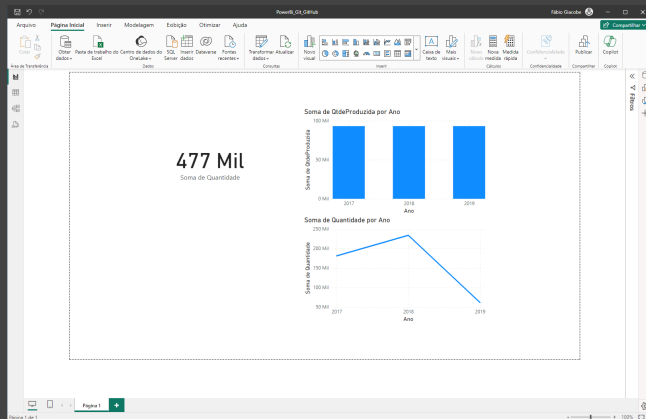 PowerBI_Git_GitHub
Fábio Giacobe
Arquivo Página Inicial Inserir Modelagem Exibição Otimizar Ajuda
Compartilhar
Colar
Obter dados
Pasta de trabalho do Excel
Centro de dados do OneLake
SQL Server
Inserir dados
Dataverse
Fontes recentes
Transformar dados
Atualizar
Novo visual
Caixa de texto
Mais visuais
Novo cálculo
Nova medida
Medida rápida
Confidencialidade
Publicar
Copilot
Área de Transferência
Dados
Consultas
Inserir
Cálculos
Confidencialidade
Compartilhar
Copilot
Filtros
477 Mil
Soma de Quantidade
Soma de QtdeProduzida por Ano
Soma de QtdeProduzida
100 Mil
50 Mil
0 Mil
2017 2018 2019
Ano
Soma de Quantidade por Ano
Soma de Quantidade
250 Mil
200 Mil
150 Mil
100 Mil
50 Mil
2017 2018 2019
Ano
Página 1
Página 1 de 1
100%